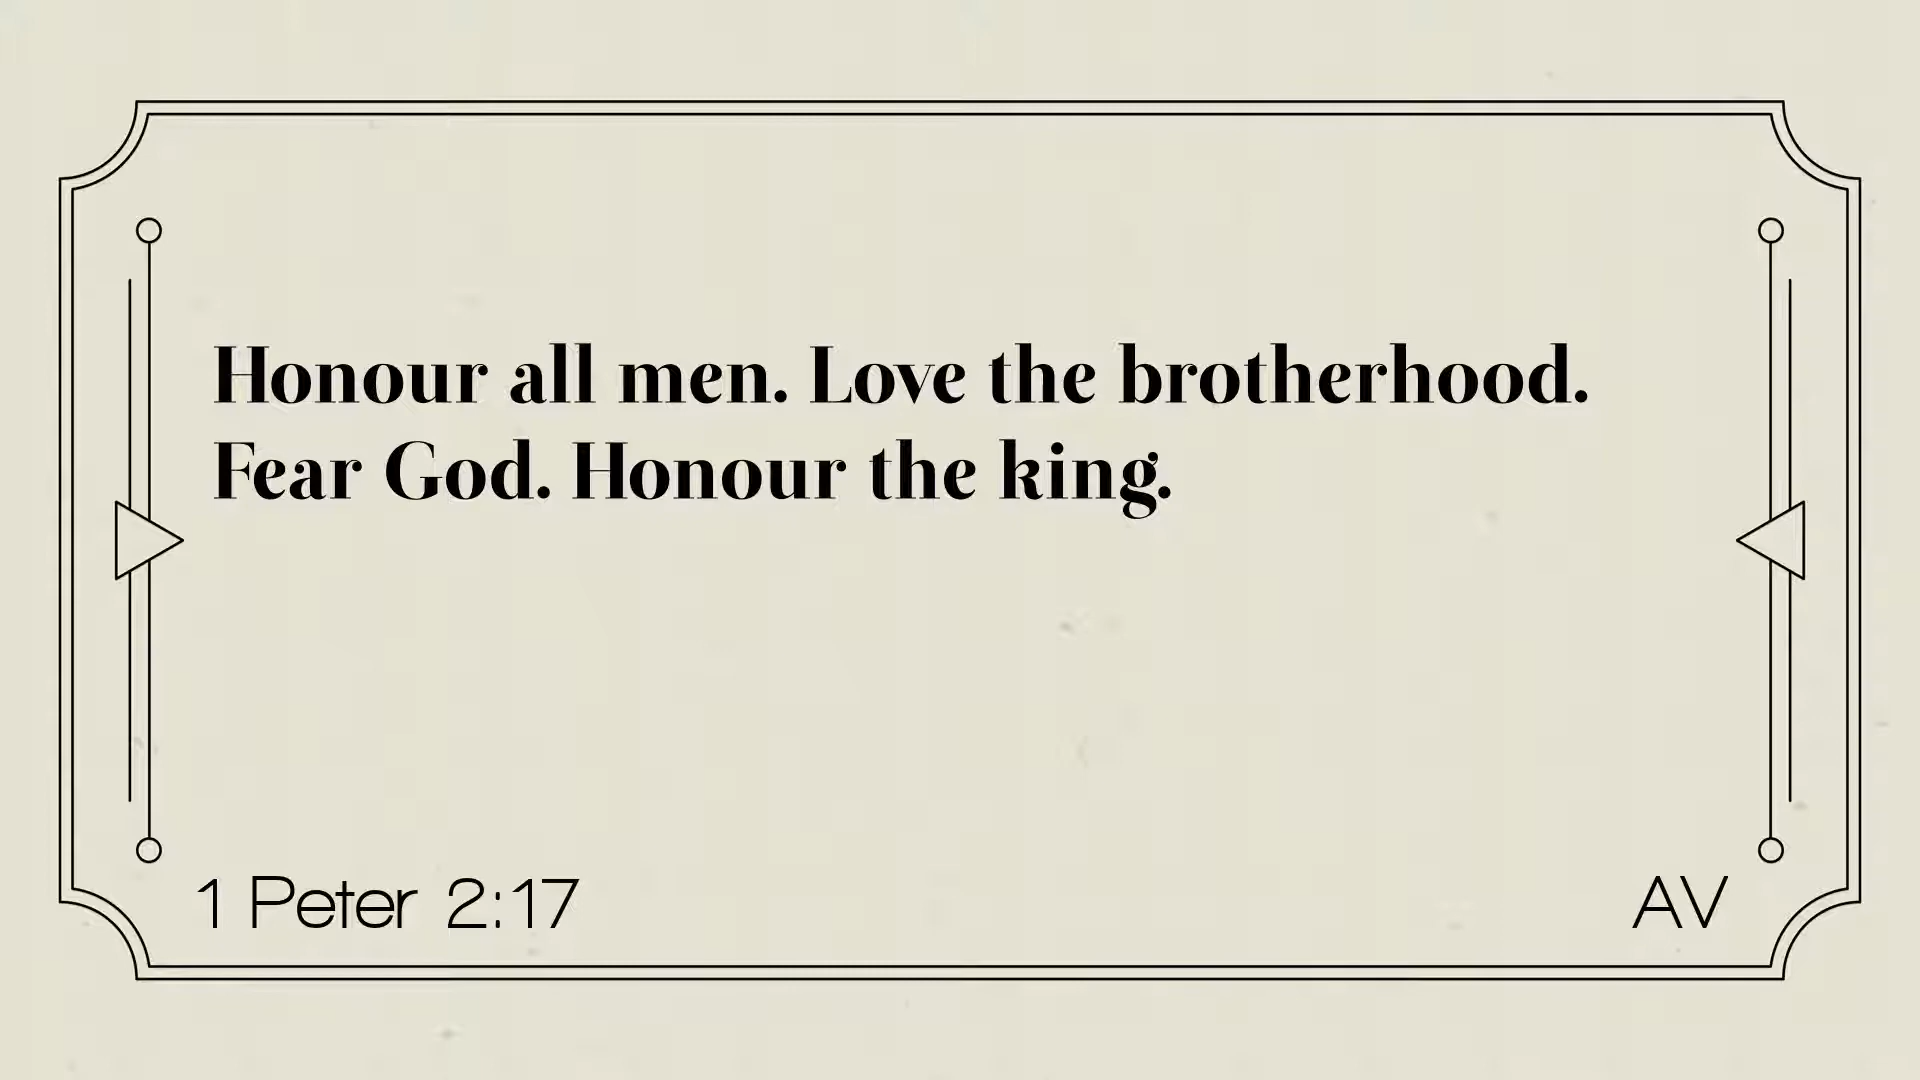 Honour all men. Love the brotherhood.
Fear God. Honour the king.
1 Peter 2:17
AV